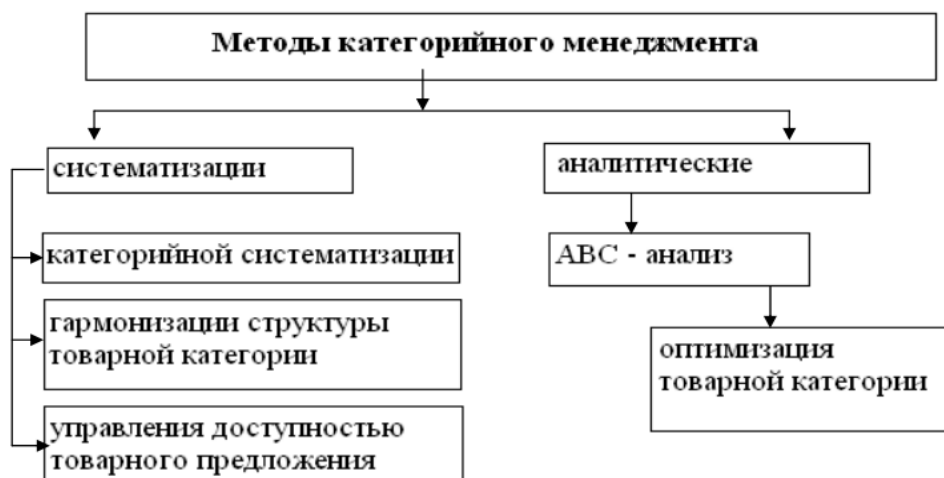 Методы категорийного менеджмента
систематизации
аналитические
категорийной систематизации
АВС - анализ
гармонизации структуры
товарной категории
оптимизация
товарной категории
управления доступностью
товарного предложения